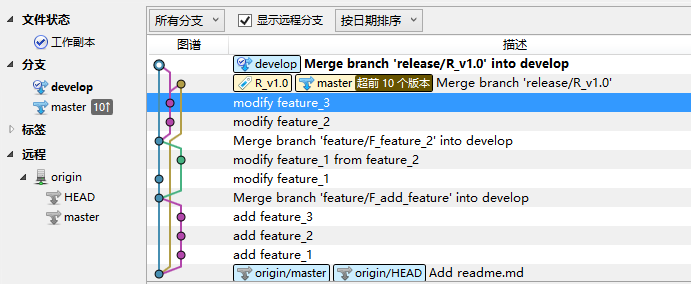 文件状态
工作副本
分支
develop
master 10↑
标签
远程
origin
HEAD
master
所有分支 显示远程分支 按日期排序
图谱 描述
develop Merge branch 'release/R_v1.0' into develop
R_v1.0 master 超前 10 个版本 Merge branch 'release/R_v1.0'
modify feature_3
modify feature_2
Merge branch 'feature/F_feature_2' into develop
modify feature_1 from feature_2
modify feature_1
Merge branch 'feature/F_add_feature' into develop
add feature_3
add feature_2
add feature_1
origin/master origin/HEAD Add readme.md